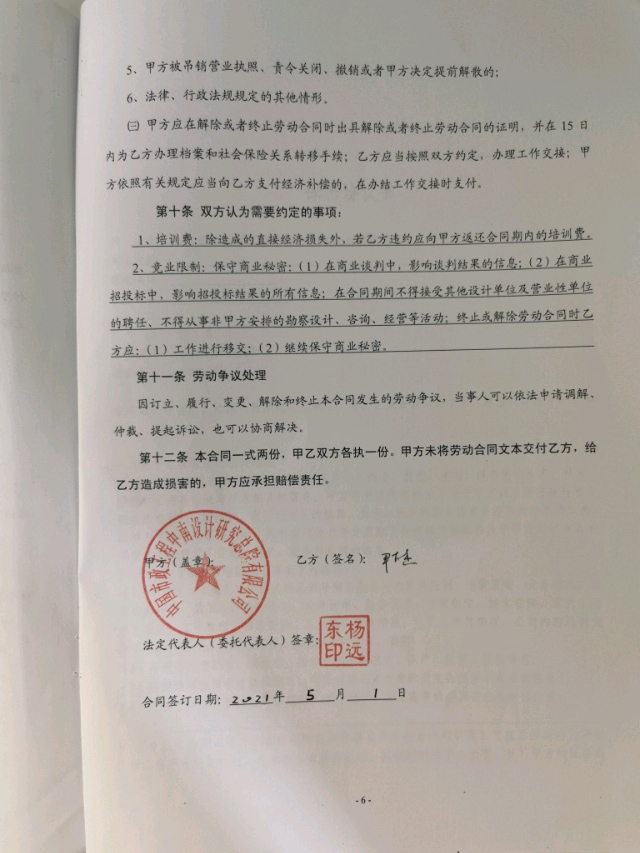 5、甲方被吊销营业执照、责令关闭、撤销或者甲方决定提前解散的；
6、法律、行政法规规定的其他情形。
㈢ 甲方应在解除或者终止劳动合同时出具解除或者终止劳动合同的证明，并在 15 日
内为乙方办理档案和社会保险关系转移手续；乙方应当按照双方约定，办理工作交接；甲
方依照有关规定应当向乙方支付经济补偿的，在办结工作交接时支付。
第十条 双方认为需要约定的事项：
1、培训费：除造成的直接经济损失外，若乙方违约应向甲方返还合同期内的培训费。
2、竞业限制：保守商业秘密：（1）在商业谈判中，影响谈判结果的信息；（2）在商业
招投标中，影响招投标结果的所有信息；在合同期间不得接受其他设计单位及营业性单位
的聘任、不得从事非甲方安排的勘察设计、咨询、经营等活动；终止或解除劳动合同时乙
方应：（1）工作进行移交；（2）继续保守商业秘密。
第十一条 劳动争议处理
因订立、履行、变更、解除和终止本合同发生的劳动争议，当事人可以依法申请调解、
仲裁、提起诉讼，也可以协商解决。
第十二条 本合同一式两份，甲乙双方各执一份。甲方未将劳动合同文本交付乙方，给
乙方造成损害的，甲方应承担赔偿责任。
中国市政工程中南设计研究总院有限公司
甲方（盖章）： 乙方（签名）：
法定代表人（委托代表人）签章：
杨远
东印
合同签订日期：2021年 5 月 1 日
-6-